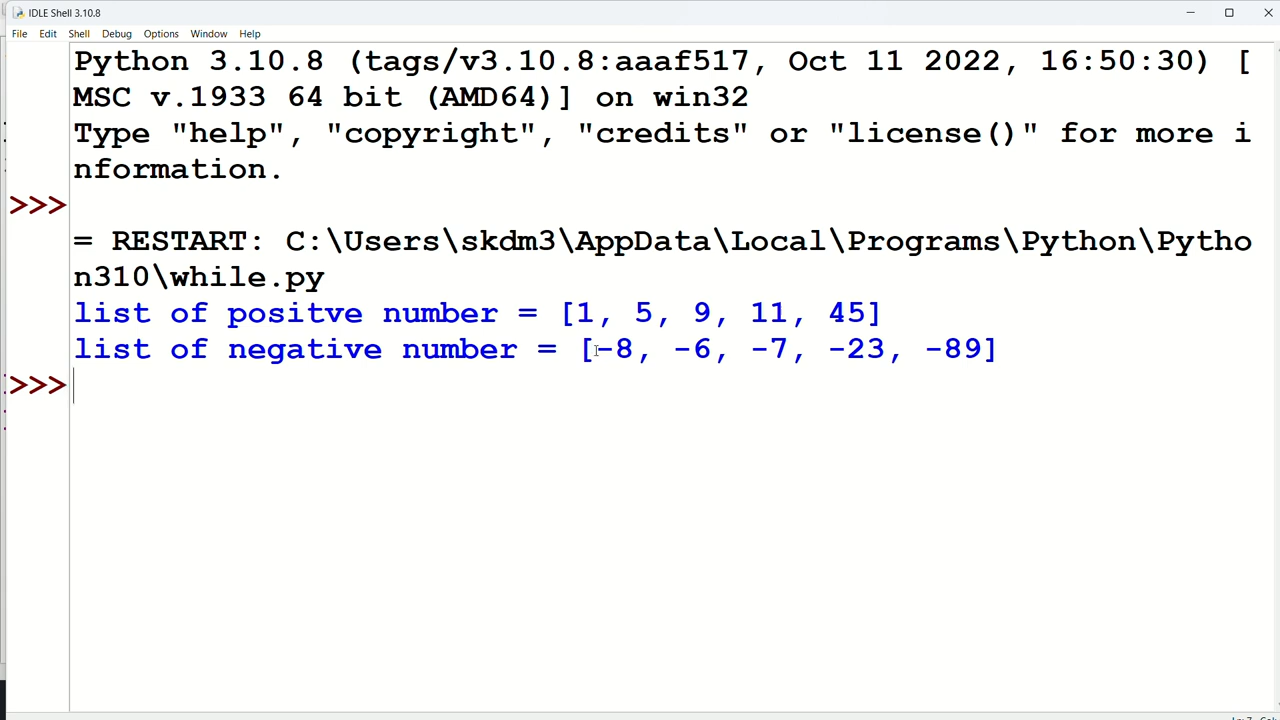 IDLE Shell 3.10.8
File Edit Shell Debug Options Window Help
Python 3.10.8 (tags/v3.10.8:aaaf517, Oct 11 2022, 16:50:30) [
MSC v.1933 64 bit (AMD64)] on win32
Type "help", "copyright", "credits" or "license()" for more i
nformation.
>>>
= RESTART: C:\Users\skdm3\AppData\Local\Programs\Python\Pytho
n310\while.py
list of positve number = [1, 5, 9, 11, 45]
list of negative number = [-8, -6, -7, -23, -89]
>>>